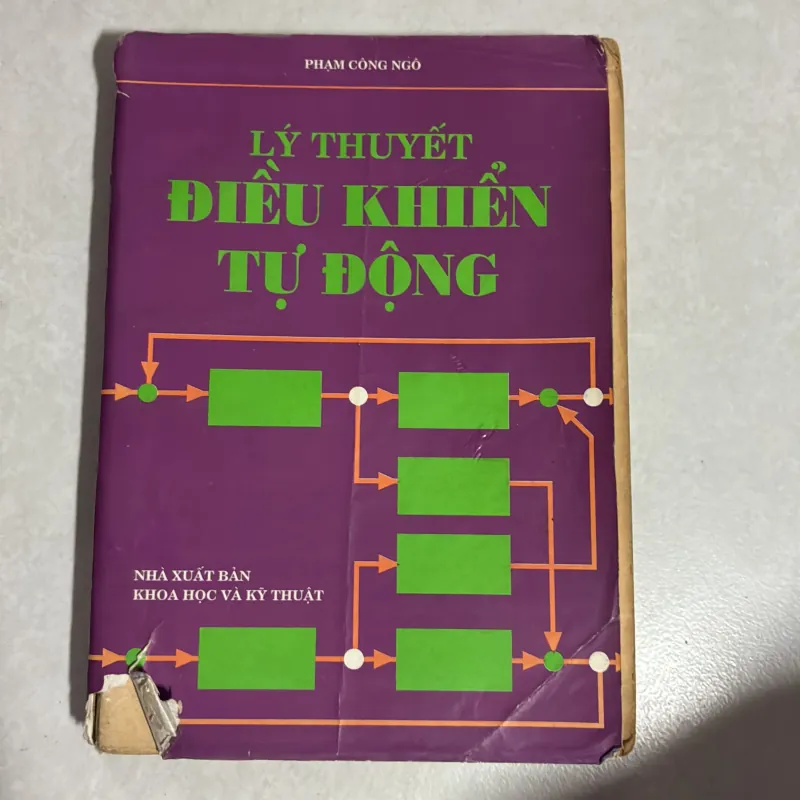 PHẠM CÔNG NGÔ
LÝ THUYẾT
ĐIỀU KHIỂN
TỰ ĐỘNG
NHÀ XUẤT BẢN
KHOA HỌC VÀ KỸ THUẬT